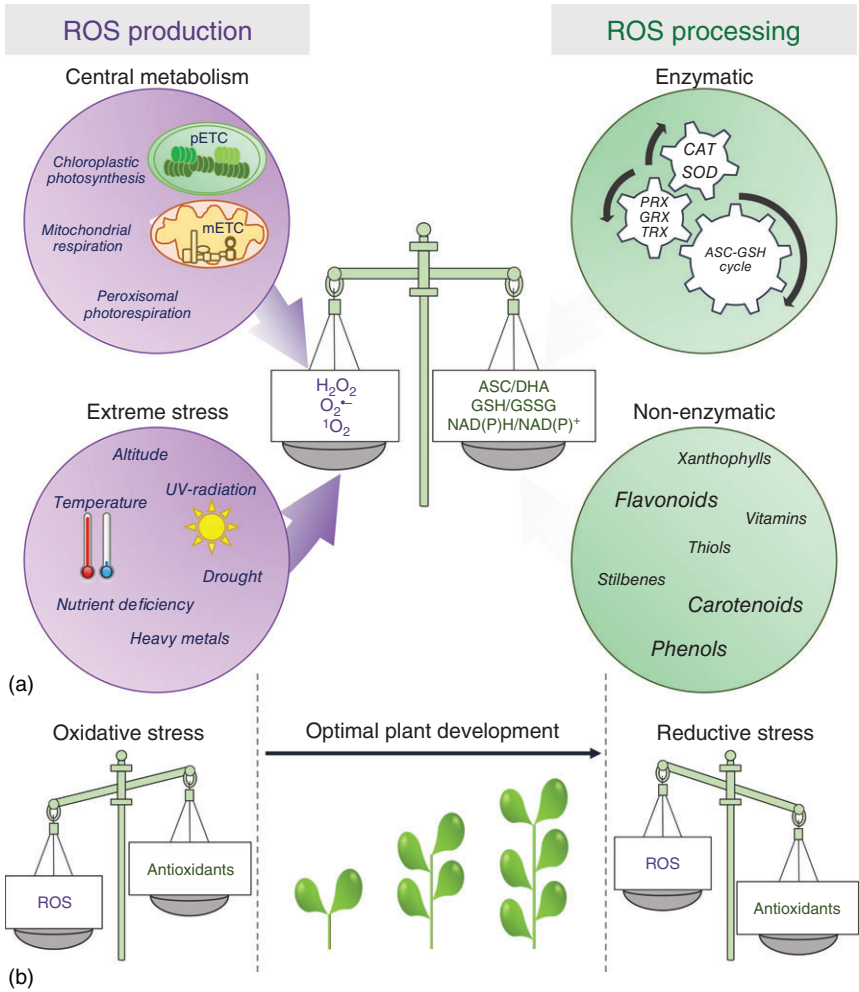 ROS production
ROS processing
Central metabolism
Enzymatic
pETC
Chloroplastic
photosynthesis
Mitochondrial
respiration
mETC
Peroxisomal
photorespiration
CAT
SOD
PRX
GRX
TRX
ASC-GSH
cycle
H₂O₂
O₂•−
¹O₂
ASC/DHA
GSH/GSSG
NAD(P)H/NAD(P)⁺
Extreme stress
Non-enzymatic
Altitude
UV-radiation
Temperature
Drought
Nutrient deficiency
Heavy metals
Xanthophylls
Flavonoids
Vitamins
Thiols
Stilbenes
Carotenoids
Phenols
(a)
Oxidative stress
Optimal plant development
Reductive stress
ROS
Antioxidants
ROS
Antioxidants
(b)